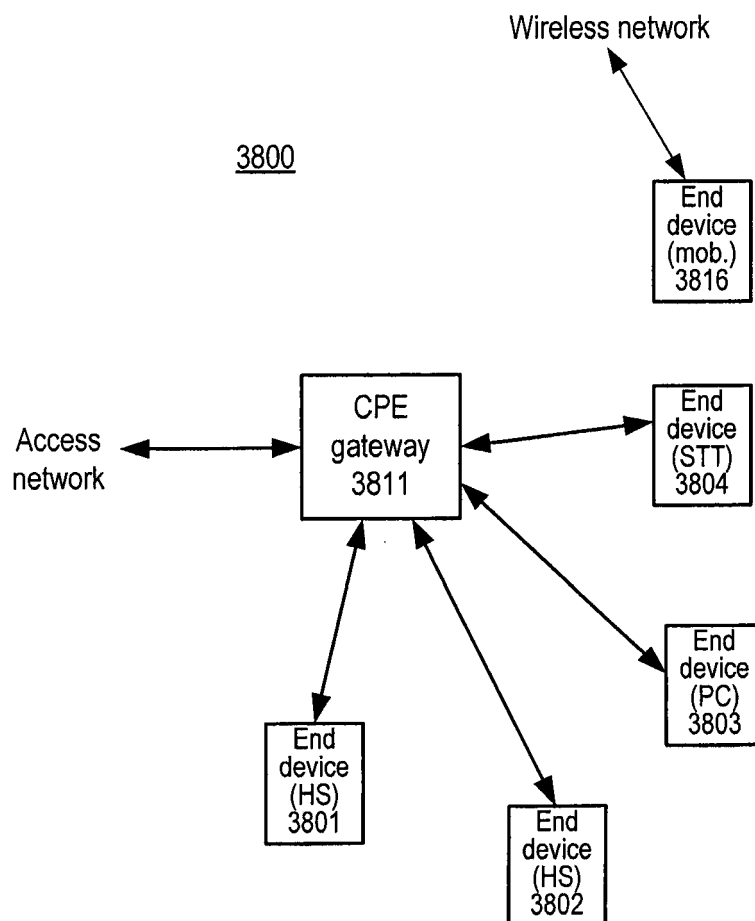 Wireless network
3800
End
device
(mob.)
3816
CPE
gateway
3811
End
device
(STT)
3804
Access
network
End
device
(PC)
3803
End
device
(HS)
3801
End
device
(HS)
3802